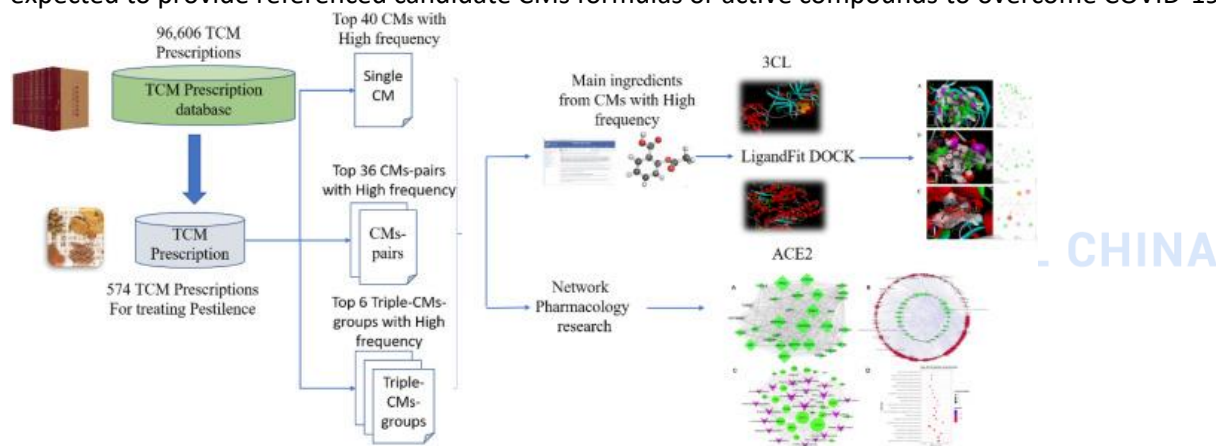 expected to provide referenced candidate CMs formulas or active compounds to overcome COVID-19
96,606 TCM
Prescriptions
TCM Prescription
database
TCM
Prescription
574 TCM Prescriptions
For treating Pestilence
Top 40 CMs with
High frequency
Single
CM
Top 36 CMs-pairs
with High frequency
CMs-
pairs
Top 6 Triple-CMs-
groups with High
frequency
Triple-
CMs-
groups
Main ingredients
from CMs with High
frequency
3CL
LigandFit DOCK
ACE2
Network
Pharmacology
research
A
B
C
D
CHINA